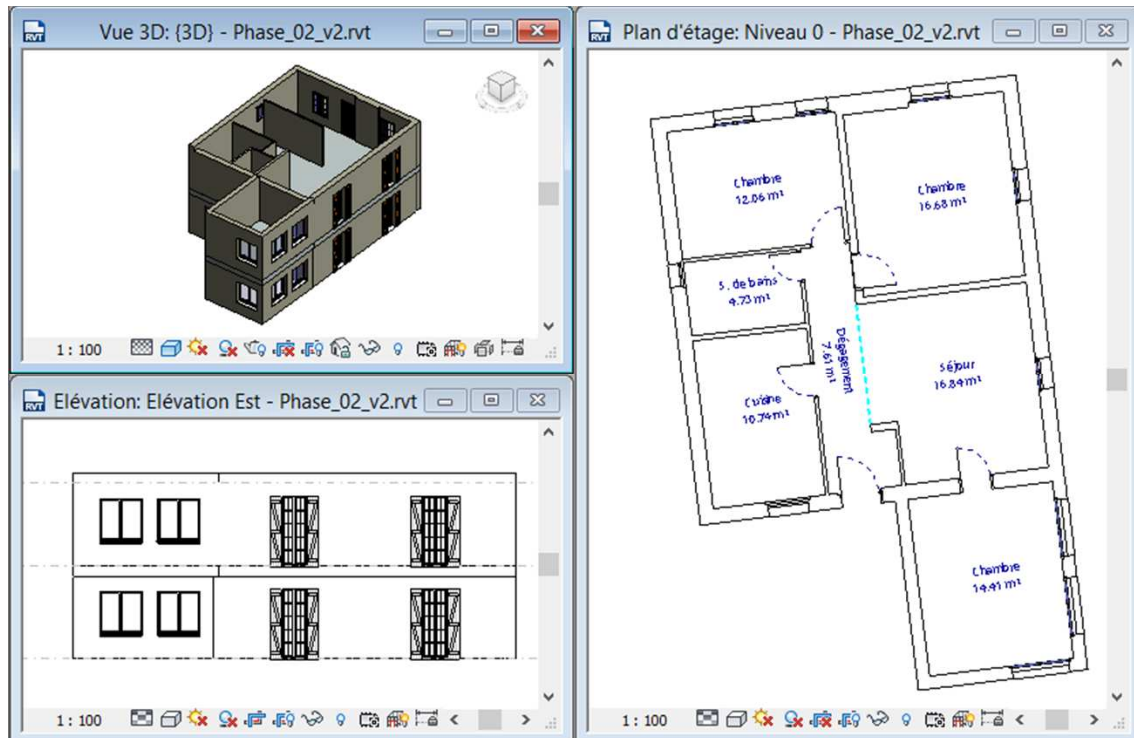 Vue 3D: {3D} - Phase_02_v2.rvt
1 : 100
Elévation: Elévation Est - Phase_02_v2.rvt
1 : 100
Plan d'étage: Niveau 0 - Phase_02_v2.rvt
Chambre
12.06 m²
Chambre
16.68 m²
S. de bains
4.73 m²
Dégagement
7.61 m²
Séjour
16.84 m²
Cuisine
10.74 m²
Chambre
14.41 m²
1 : 100